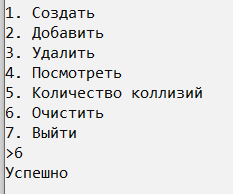 1. Создать
2. Добавить
3. Удалить
4. Посмотреть
5. Количество коллизий
6. Очистить
7. Выйти
>6
Успешно